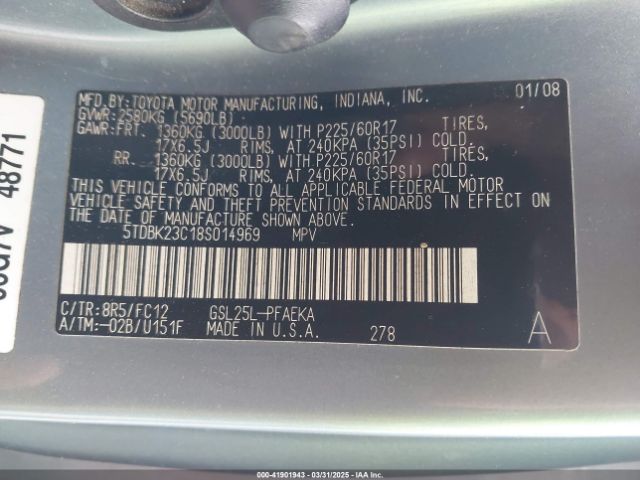 MFD.BY:TOYOTA MOTOR MANUFACTURING, INDIANA, INC. 01/08
GVWR:2580KG(5690LB)
GAWR:FRT. 1360KG(3000LB)WITH P225/60R17 TIRES,
17X6.5J RIMS, AT 240KPA(35PSI) COLD.
RR. 1360KG(3000LB)WITH P225/60R17 TIRES,
17X6.5J RIMS, AT 240KPA(35PSI) COLD.
THIS VEHICLE CONFORMS TO ALL APPLICABLE FEDERAL MOTOR
VEHICLE SAFETY AND THEFT PREVENTION STANDARDS IN EFFECT ON
THE DATE OF MANUFACTURE SHOWN ABOVE.
5TDBK23C18S014969 MPV
C/TR:8R5/FC12 GSL25L-PFAEKA
A/TM:-02B/U151F MADE IN U.S.A. 278 A
48771
000-41901943 - 03/31/2025 - COPART.CA